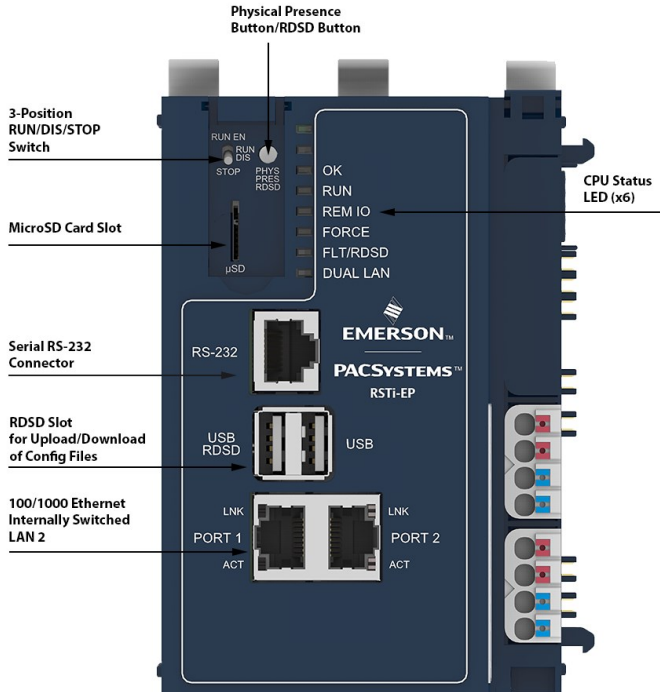 Physical Presence
Button/RDSD Button
3-Position
RUN/DIS/STOP
Switch
RUN EN
RUN
DIS
STOP
PHYS
PRES
RDSD
OK
RUN
REM IO
FORCE
FLT/RDSD
DUAL LAN
CPU Status
LED (x6)
MicroSD Card Slot
µSD
EMERSON™
PACSYSTEMS™
RSTi-EP
Serial RS-232
Connector
RS-232
RDSD Slot
for Upload/Download
of Config Files
USB
RDSD
USB
100/1000 Ethernet
Internally Switched
LAN 2
LNK
LNK
PORT 1
PORT 2
ACT
ACT